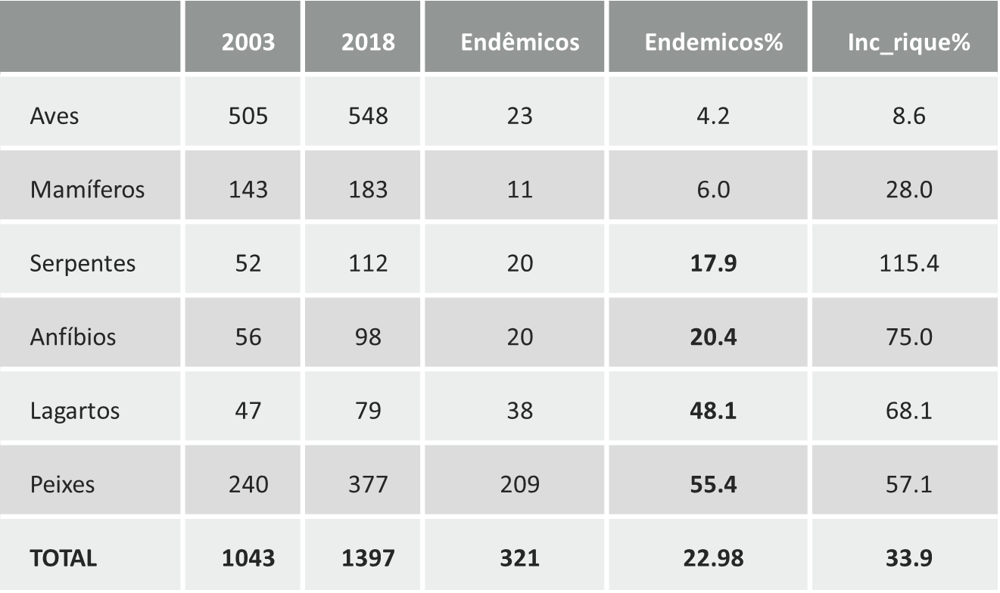 2003 2018 Endêmicos Endemicos% Inc_rique%
Aves 505 548 23 4.2 8.6
Mamíferos 143 183 11 6.0 28.0
Serpentes 52 112 20 17.9 115.4
Anfíbios 56 98 20 20.4 75.0
Lagartos 47 79 38 48.1 68.1
Peixes 240 377 209 55.4 57.1
TOTAL 1043 1397 321 22.98 33.9